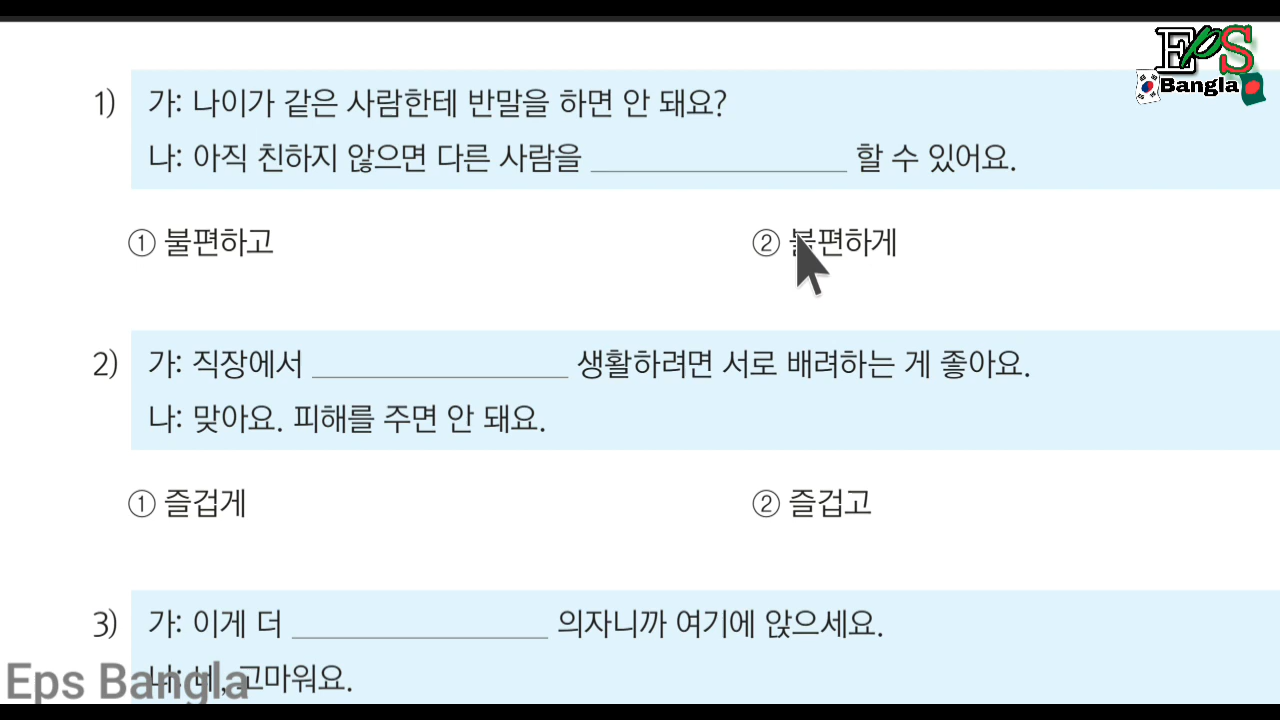 EPS
Bangla
1) 가: 나이가 같은 사람한테 반말을 하면 안 돼요?
나: 아직 친하지 않으면 다른 사람을 ________ 할 수 있어요.
① 불편하고 ② 불편하게
2) 가: 직장에서 ________ 생활하려면 서로 배려하는 게 좋아요.
나: 맞아요. 피해를 주면 안 돼요.
① 즐겁게 ② 즐겁고
3) 가: 이게 더 ________ 의자니까 여기에 앉으세요.
나: 네, 고마워요.
Eps Bangla